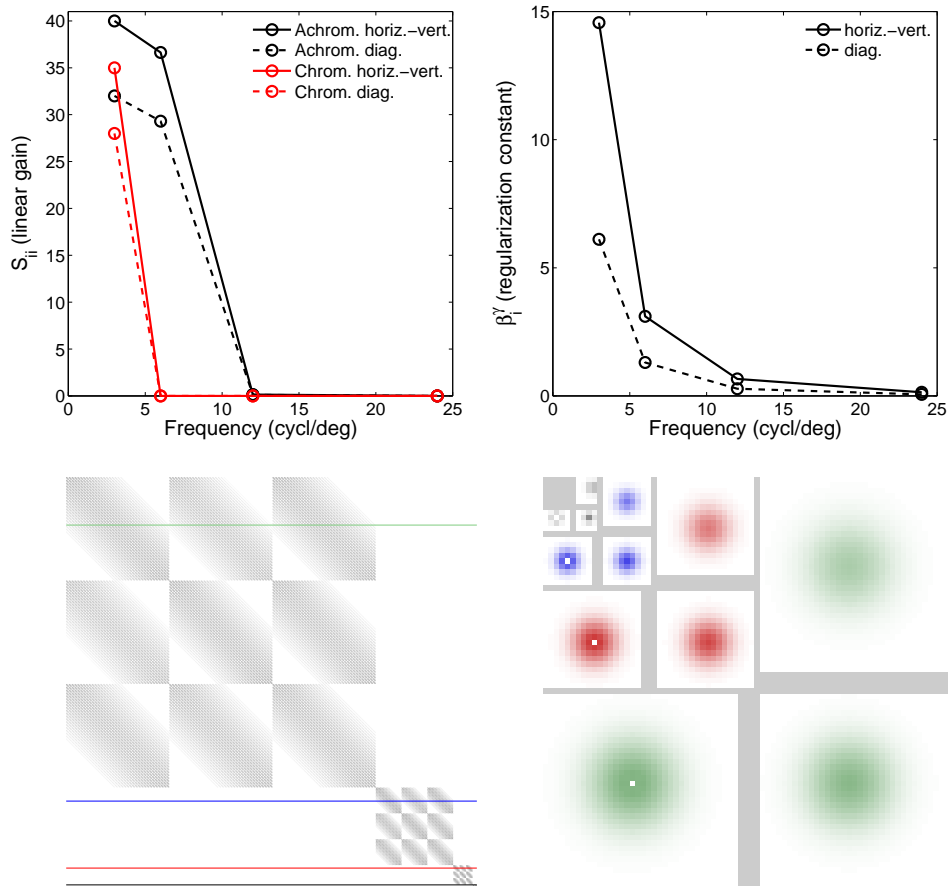 40
35
30
25
20
15
10
5
0
S_ii (linear gain)
0 5 10 15 20 25
Frequency (cycl/deg)
Achrom. horiz.−vert.
Achrom. diag.
Chrom. horiz.−vert.
Chrom. diag.
15
10
5
0
β_i^γ (regularization constant)
0 5 10 15 20 25
Frequency (cycl/deg)
horiz.−vert.
diag.